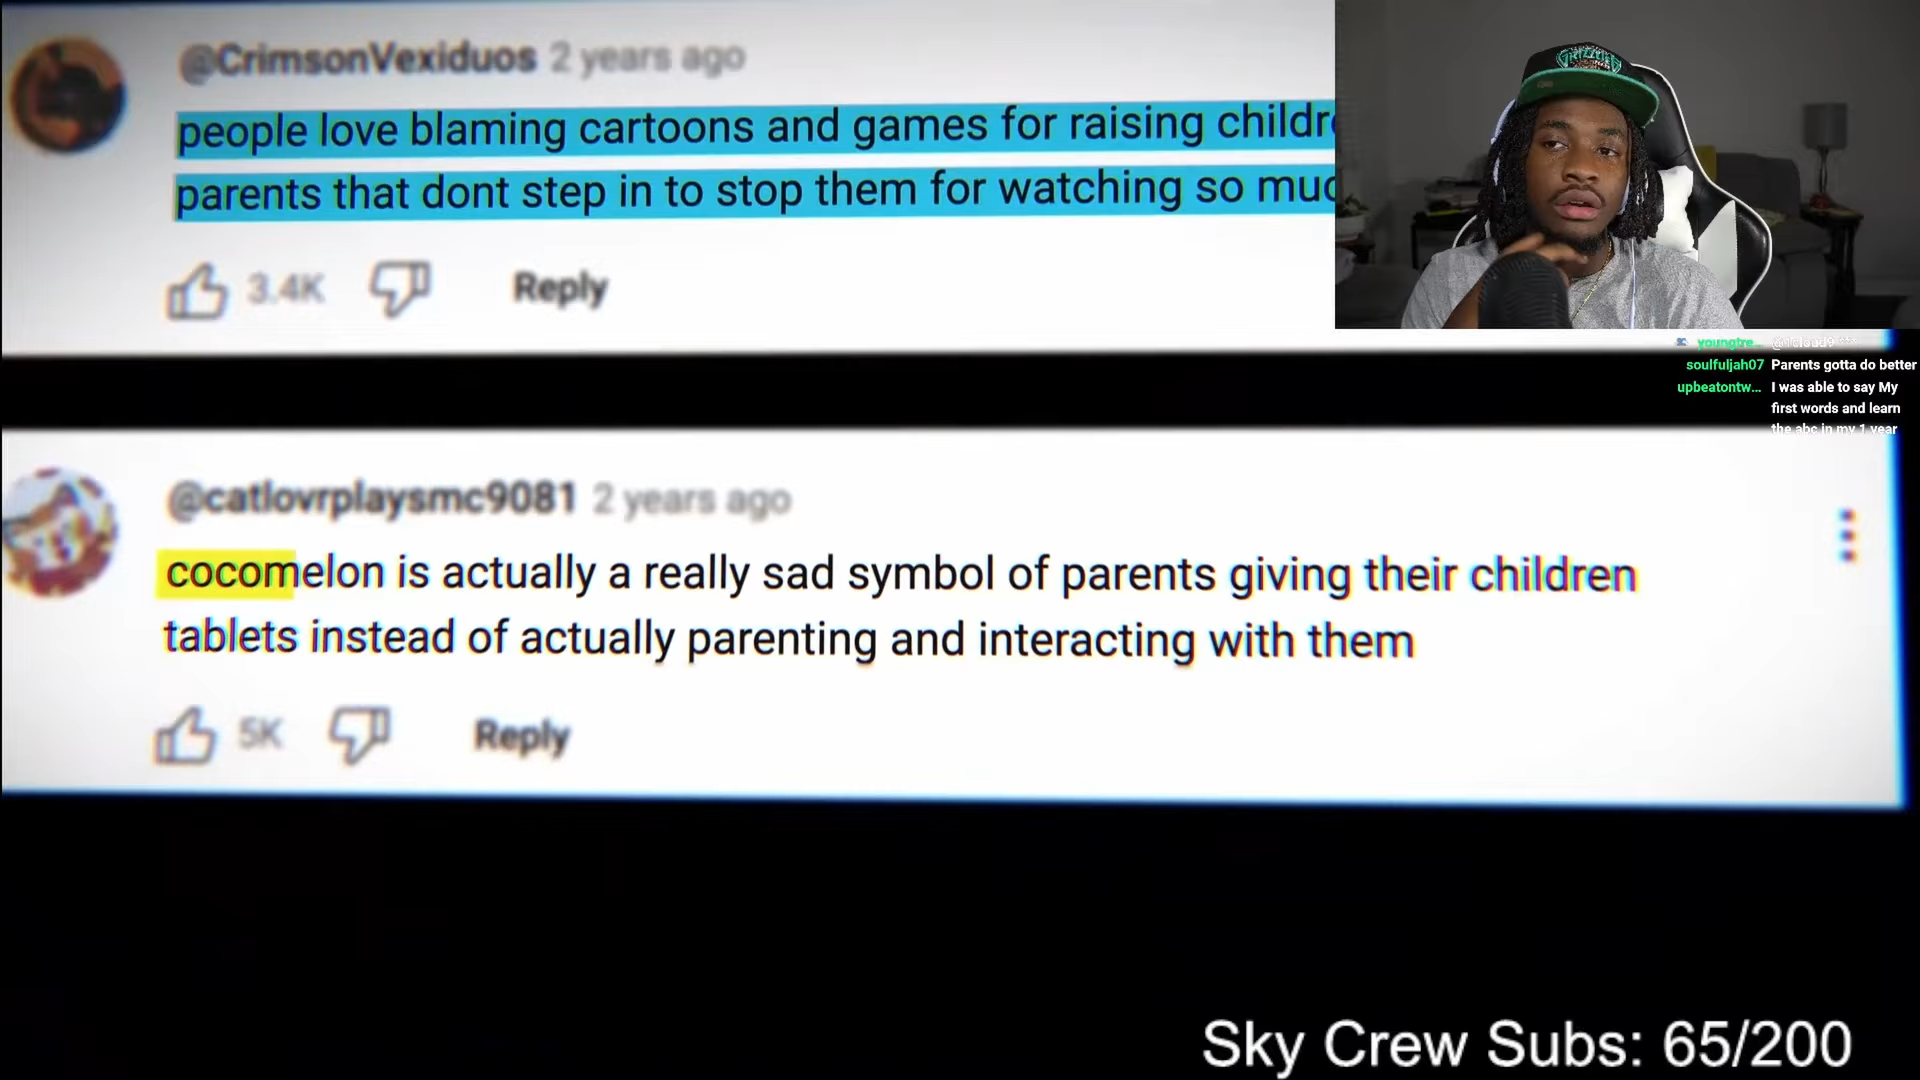 @CrimsonVexiduos 2 years ago
people love blaming cartoons and games for raising
parents that dont step in to stop them for watching so
3.4K Reply
GRIZZLIES
youngtre...
soulfuljah07 Parents gotta do better
upbeatontw... I was able to say My
first words and learn
the abc in my 1 year
@catlovrplaysmc9081 2 years ago
cocomelon is actually a really sad symbol of parents giving their children
tablets instead of actually parenting and interacting with them
5K Reply
Sky Crew Subs: 65/200